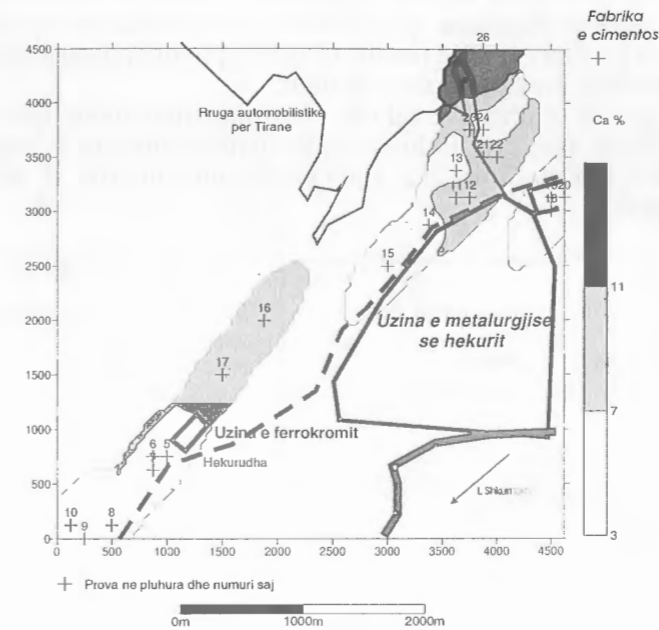 Fabrika
e cimentos
Ca %
11
7
3
4500
4000
3500
3000
2500
2000
1500
1000
500
0
0 500 1000 1500 2000 2500 3000 3500 4000 4500
Rruga automobilistike
per Tirane
26
24
21 22
13
11 12
14
15
16
17
Uzina e metalurgjise
se hekurit
Uzina e ferrokromit
Hekurudha
6 5
10
9
8
Prova ne pluhura dhe numuri saj
0m 1000m 2000m